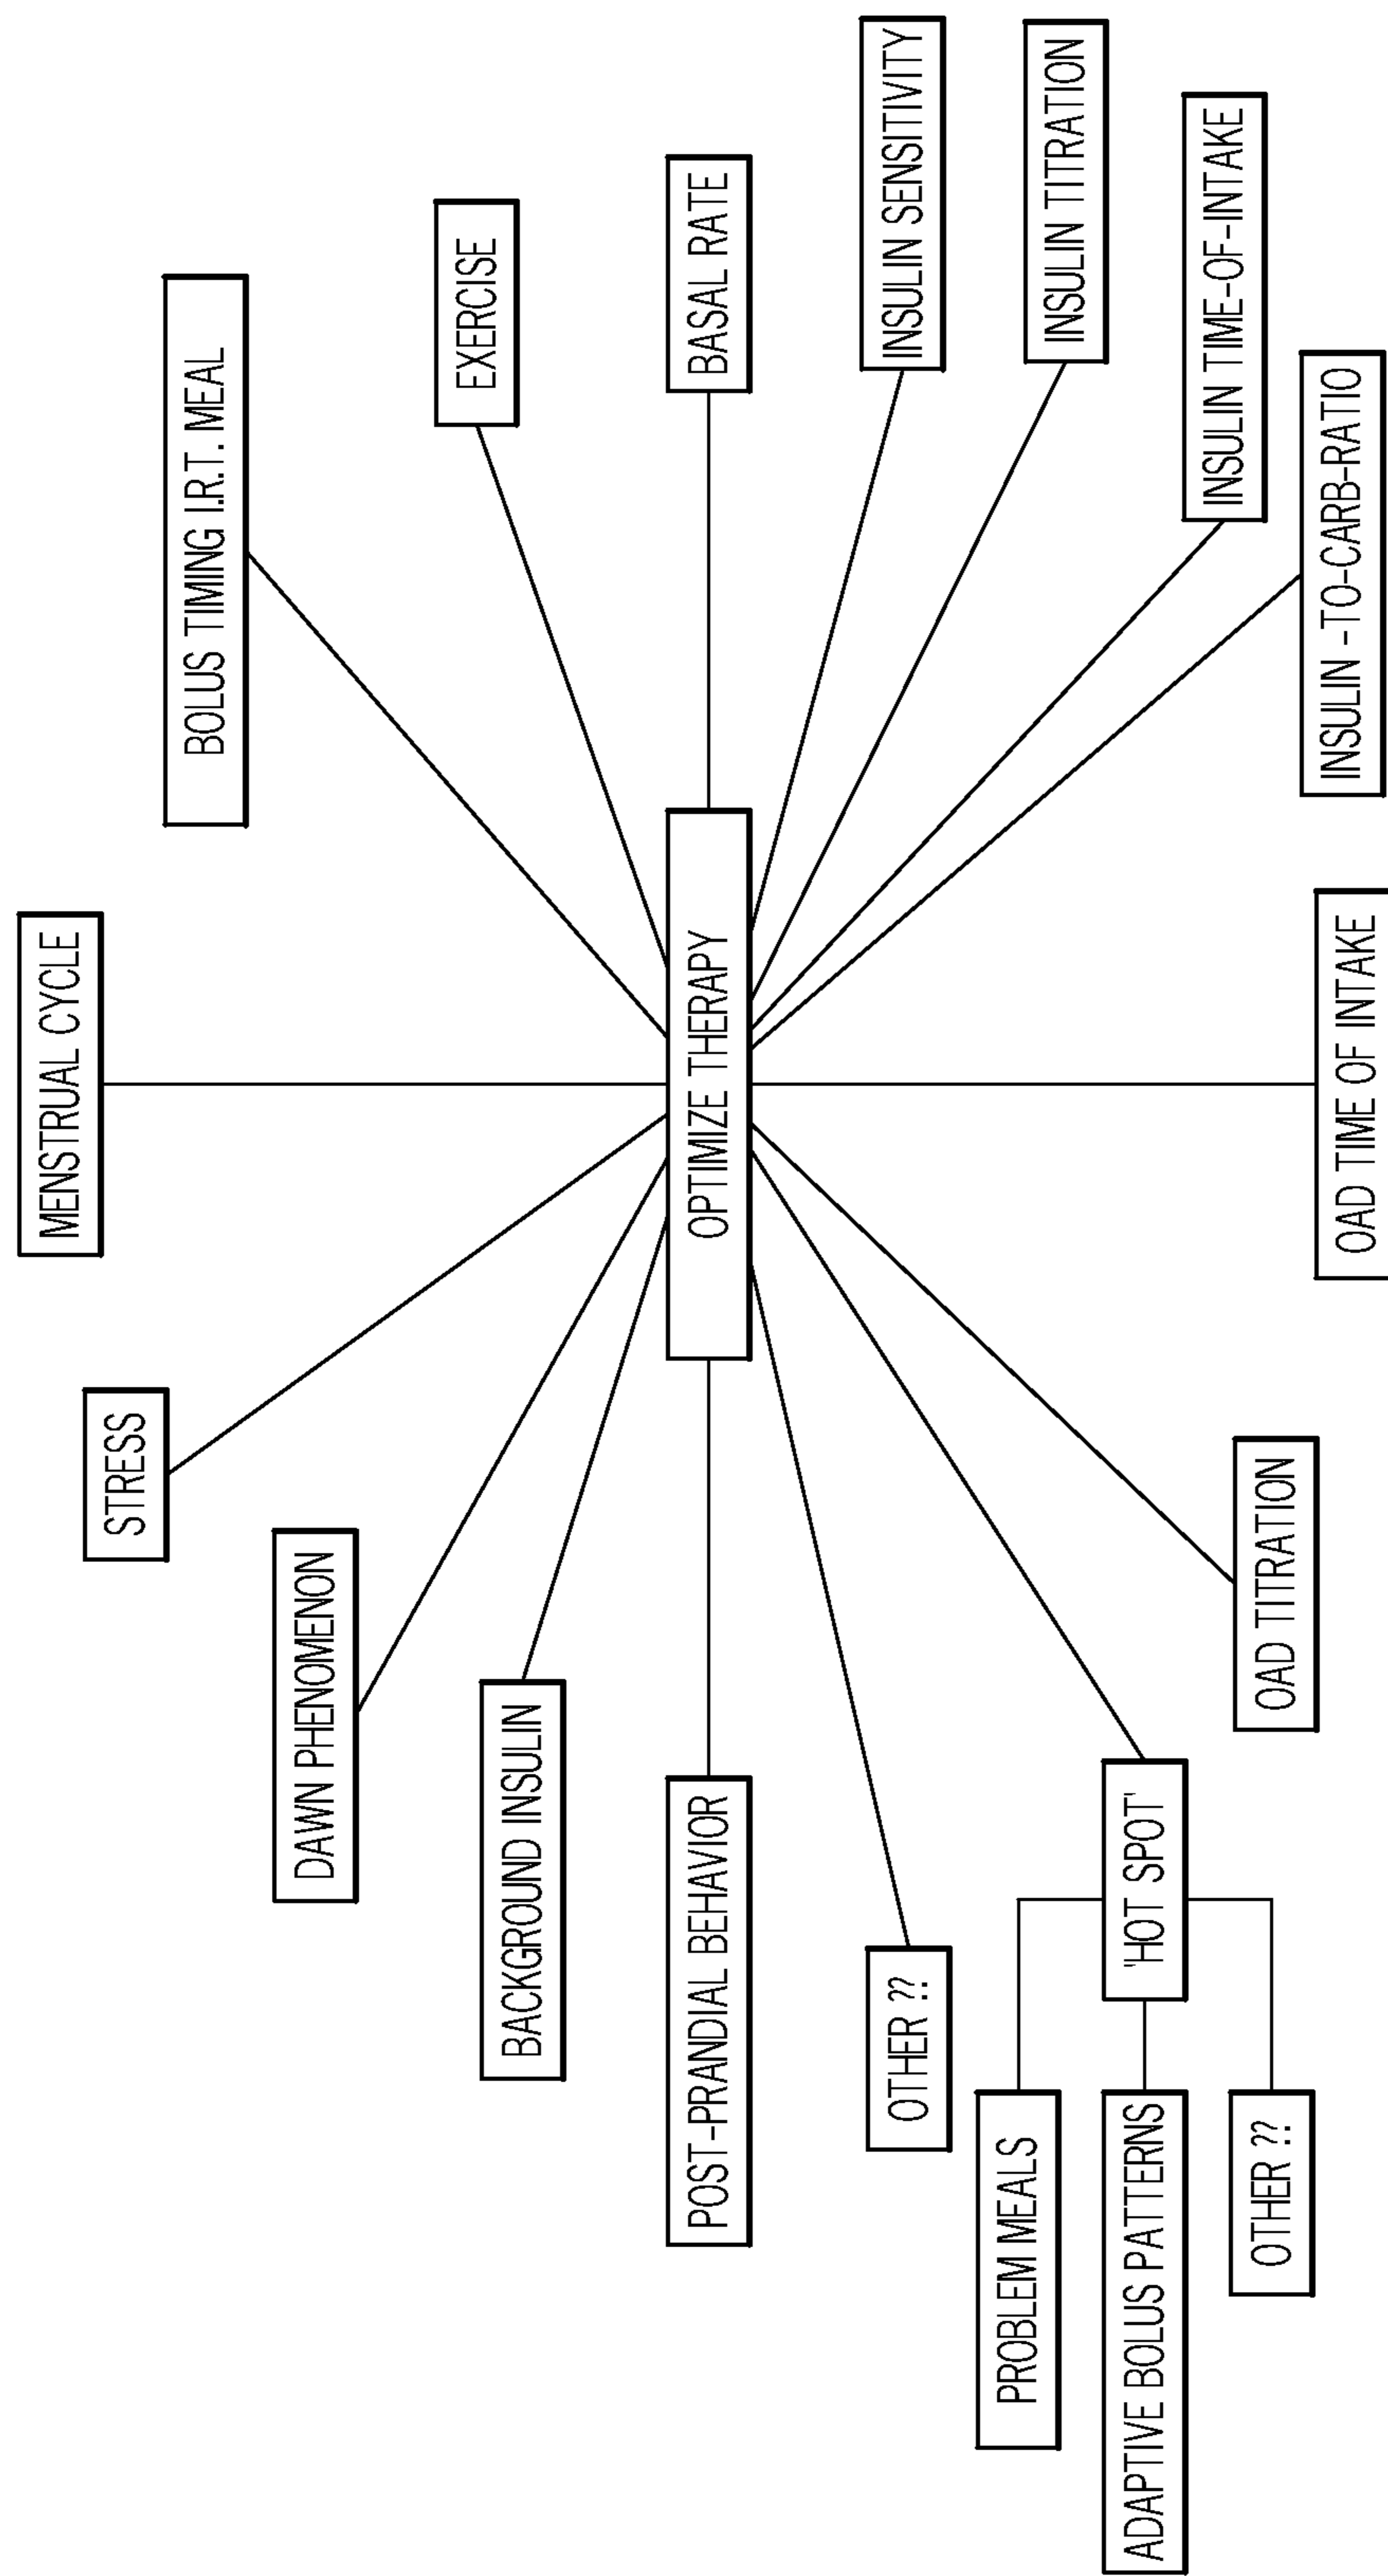 MENSTRUAL CYCLE
STRESS
BOLUS TIMING I.R.T. MEAL
DAWN PHENOMENON
EXERCISE
BACKGROUND INSULIN
POST-PRANDIAL BEHAVIOR
OPTIMIZE THERAPY
BASAL RATE
OTHER ??
INSULIN SENSITIVITY
PROBLEM MEALS
INSULIN TITRATION
ADAPTIVE BOLUS PATTERNS
'HOT SPOT'
INSULIN TIME-OF-INTAKE
OTHER ??
OAD TITRATION
INSULIN -TO-CARB-RATIO
OAD TIME OF INTAKE